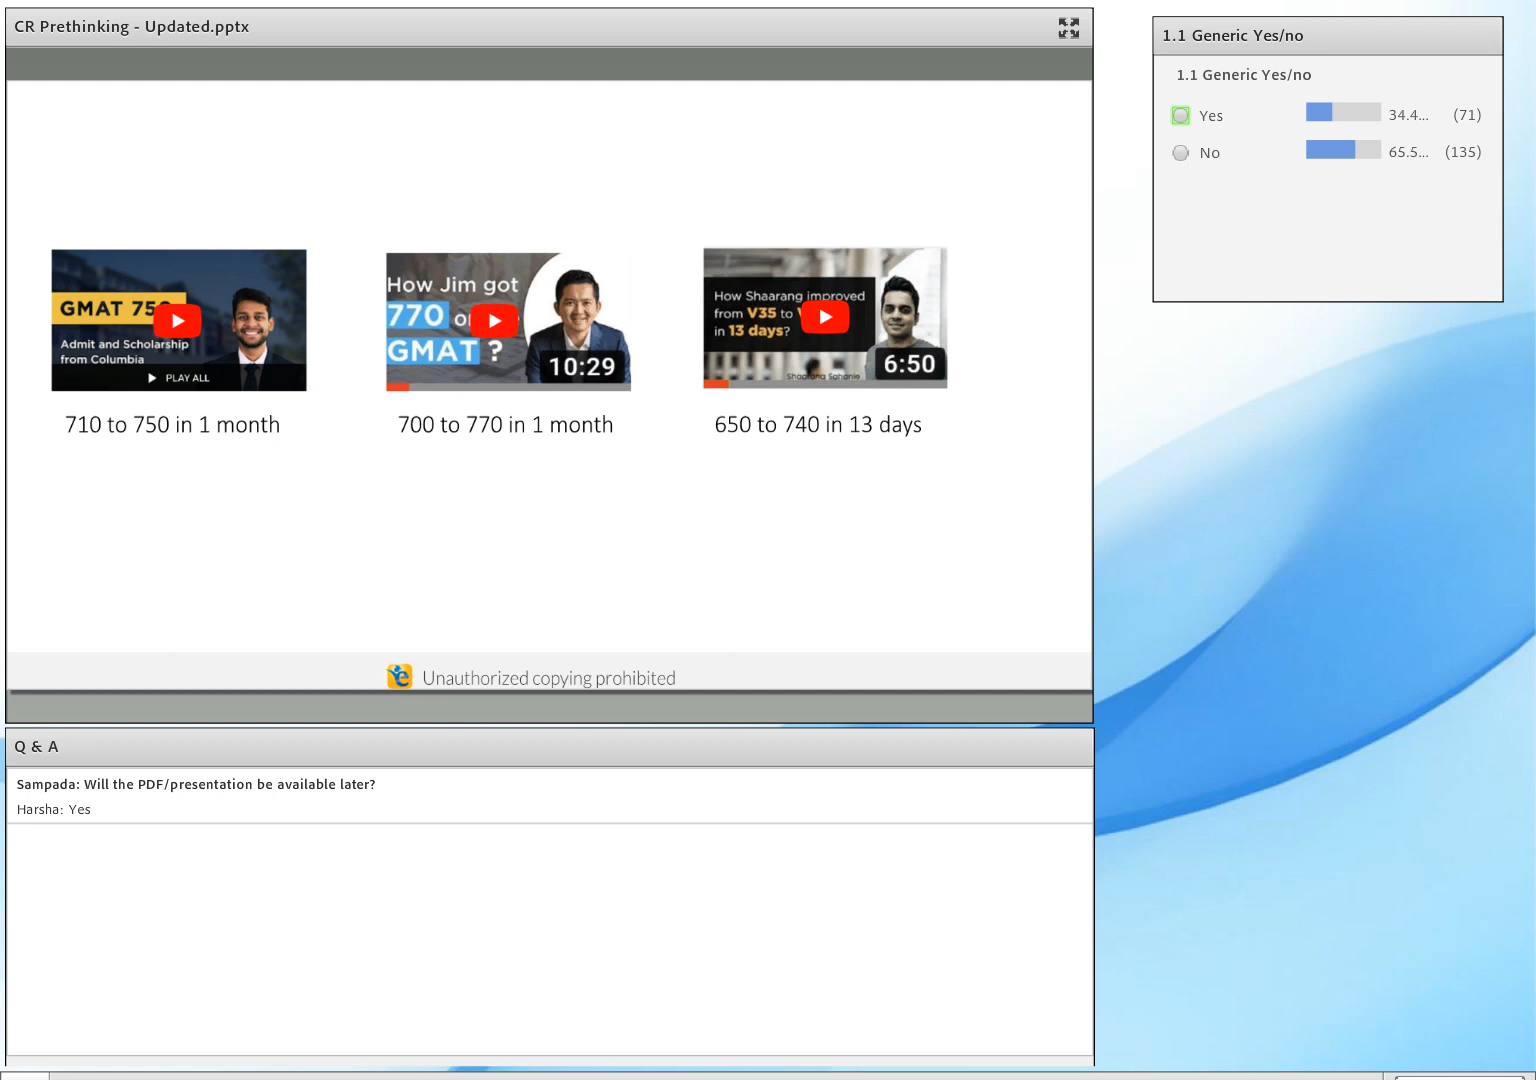 CR Prethinking - Updated.pptx
GMAT 75
Admit and Scholarship
from Columbia
PLAY ALL
710 to 750 in 1 month
How Jim got
770
GMAT ?
10:29
700 to 770 in 1 month
How Shaarang improved
from V35 to
in 13 days?
6:50
650 to 740 in 13 days
Unauthorized copying prohibited
1.1 Generic Yes/no
1.1 Generic Yes/no
Yes 34.4... (71)
No 65.5... (135)
Q & A
Sampada: Will the PDF/presentation be available later?
Harsha: Yes